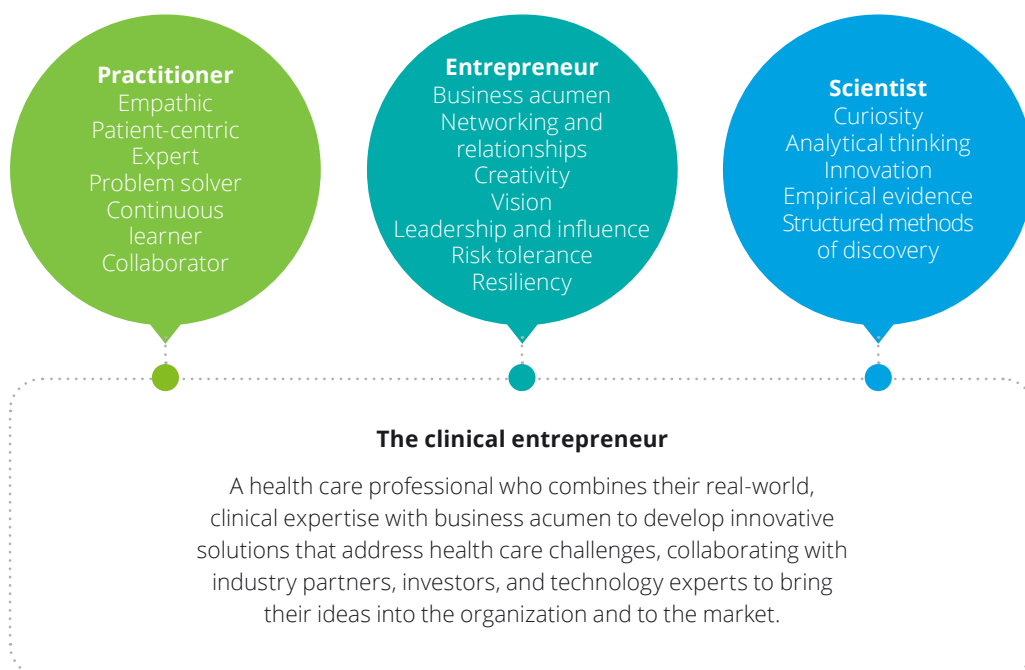 Practitioner
Empathic
Patient-centric
Expert
Problem solver
Continuous
learner
Collaborator
Entrepreneur
Business acumen
Networking and
relationships
Creativity
Vision
Leadership and influence
Risk tolerance
Resiliency
Scientist
Curiosity
Analytical thinking
Innovation
Empirical evidence
Structured methods
of discovery
The clinical entrepreneur
A health care professional who combines their real-world,
clinical expertise with business acumen to develop innovative
solutions that address health care challenges, collaborating with
industry partners, investors, and technology experts to bring
their ideas into the organization and to the market.